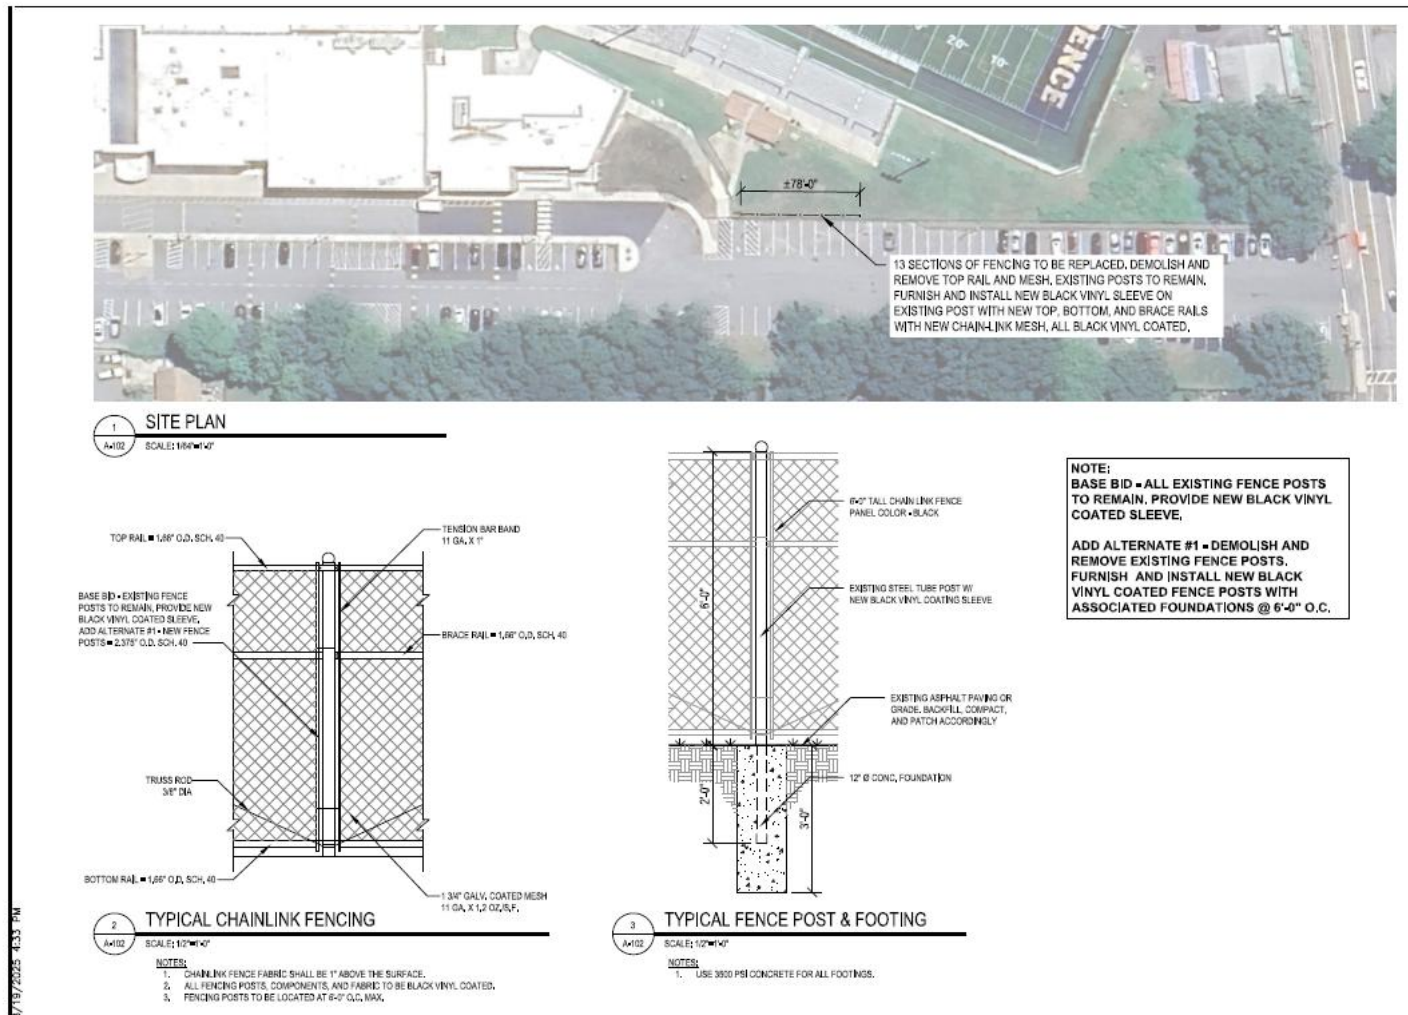 20'
10'
ENCE
±78'-0"
13 SECTIONS OF FENCING TO BE REPLACED. DEMOLISH AND
REMOVE TOP RAIL AND MESH, EXISTING POSTS TO REMAIN.
FURNISH AND INSTALL NEW BLACK VINYL SLEEVE ON
EXISTING POST WITH NEW TOP, BOTTOM, AND BRACE RAILS
WITH NEW CHAIN-LINK MESH, ALL BLACK VINYL COATED.
1
A-102
SITE PLAN
SCALE: 1/64"=1'-0"
NOTE:
BASE BID - ALL EXISTING FENCE POSTS
TO REMAIN. PROVIDE NEW BLACK VINYL
COATED SLEEVE.
ADD ALTERNATE #1 - DEMOLISH AND
REMOVE EXISTING FENCE POSTS.
FURNISH AND INSTALL NEW BLACK
VINYL COATED FENCE POSTS WITH
ASSOCIATED FOUNDATIONS @ 6'-0" O.C.
TOP RAIL = 1.66" O.D. SCH. 40
TENSION BAR BAND
11 GA. X 1"
BASE BID - EXISTING FENCE
POSTS TO REMAIN, PROVIDE NEW
BLACK VINYL COATED SLEEVE.
ADD ALTERNATE #1 - NEW FENCE
POSTS = 2.375" O.D. SCH. 40
BRACE RAIL = 1.66" O.D. SCH. 40
TRUSS ROD
3/8" DIA
BOTTOM RAIL = 1.66" O.D. SCH. 40
1 3/4" GALV. COATED MESH
11 GA. X 1.2 OZ./S.F.
2
A-102
TYPICAL CHAINLINK FENCING
SCALE: 1/2"=1'-0"
NOTES:
1. CHAINLINK FENCE FABRIC SHALL BE 1" ABOVE THE SURFACE.
2. ALL FENCING POSTS, COMPONENTS, AND FABRIC TO BE BLACK VINYL COATED.
3. FENCING POSTS TO BE LOCATED AT 6'-0" O.C. MAX.
6'-0"
2'-0"
3'-0"
6'-0" TALL CHAIN LINK FENCE
PANEL COLOR - BLACK
EXISTING STEEL TUBE POST W/
NEW BLACK VINYL COATING SLEEVE
EXISTING ASPHALT PAVING OR
GRADE. BACKFILL, COMPACT,
AND PATCH ACCORDINGLY
12" Ø CONC. FOUNDATION
3
A-102
TYPICAL FENCE POST & FOOTING
SCALE: 1/2"=1'-0"
NOTES:
1. USE 3500 PSI CONCRETE FOR ALL FOOTINGS.
/19/2025 4:33 PM